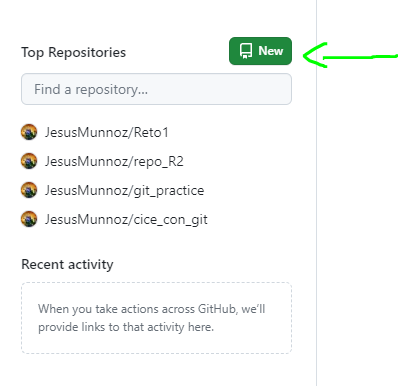 Top Repositories
New
Find a repository...
JesusMunnoz/Reto1
JesusMunnoz/repo_R2
JesusMunnoz/git_practice
JesusMunnoz/cice_con_git
Recent activity
When you take actions across GitHub, we'll
provide links to that activity here.